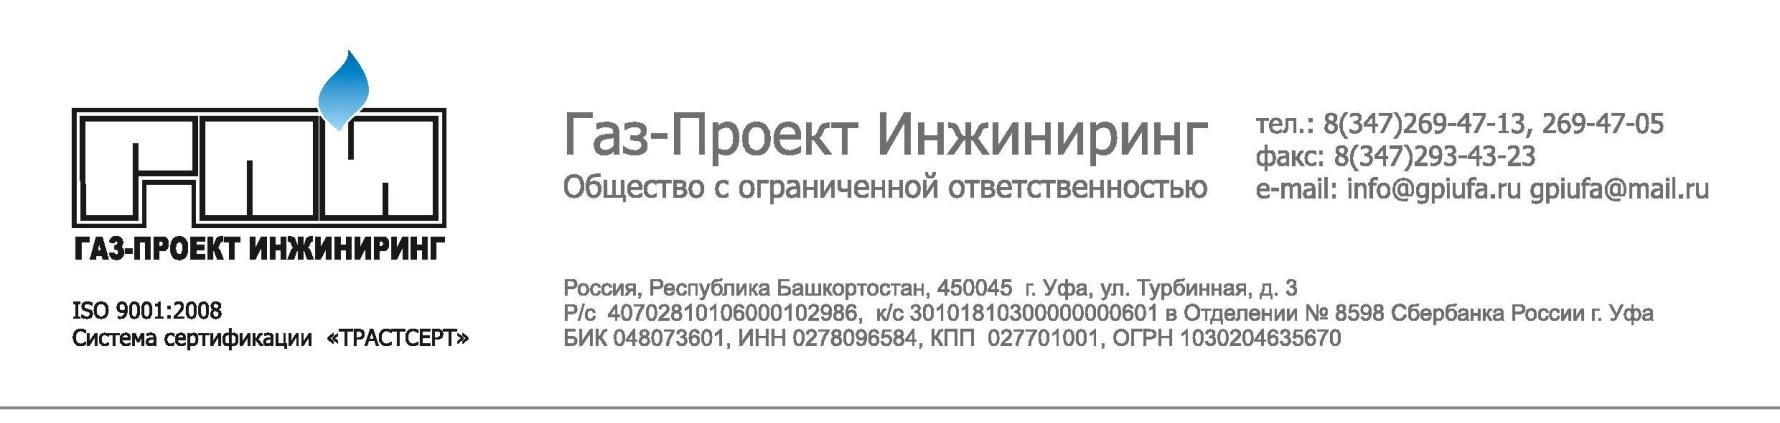 ГПИ
ГАЗ-ПРОЕКТ ИНЖИНИРИНГ
ISO 9001:2008
Система сертификации «ТРАСТСЕРТ»
Газ-Проект Инжиниринг
Общество с ограниченной ответственностью
тел.: 8(347)269-47-13, 269-47-05
факс: 8(347)293-43-23
e-mail: info@gpiufa.ru gpiufa@mail.ru
Россия, Республика Башкортостан, 450045 г. Уфа, ул. Турбинная, д. 3
Р/с 40702810106000102986, к/с 30101810300000000601 в Отделении № 8598 Сбербанка России г. Уфа
БИК 048073601, ИНН 0278096584, КПП 027701001, ОГРН 1030204635670